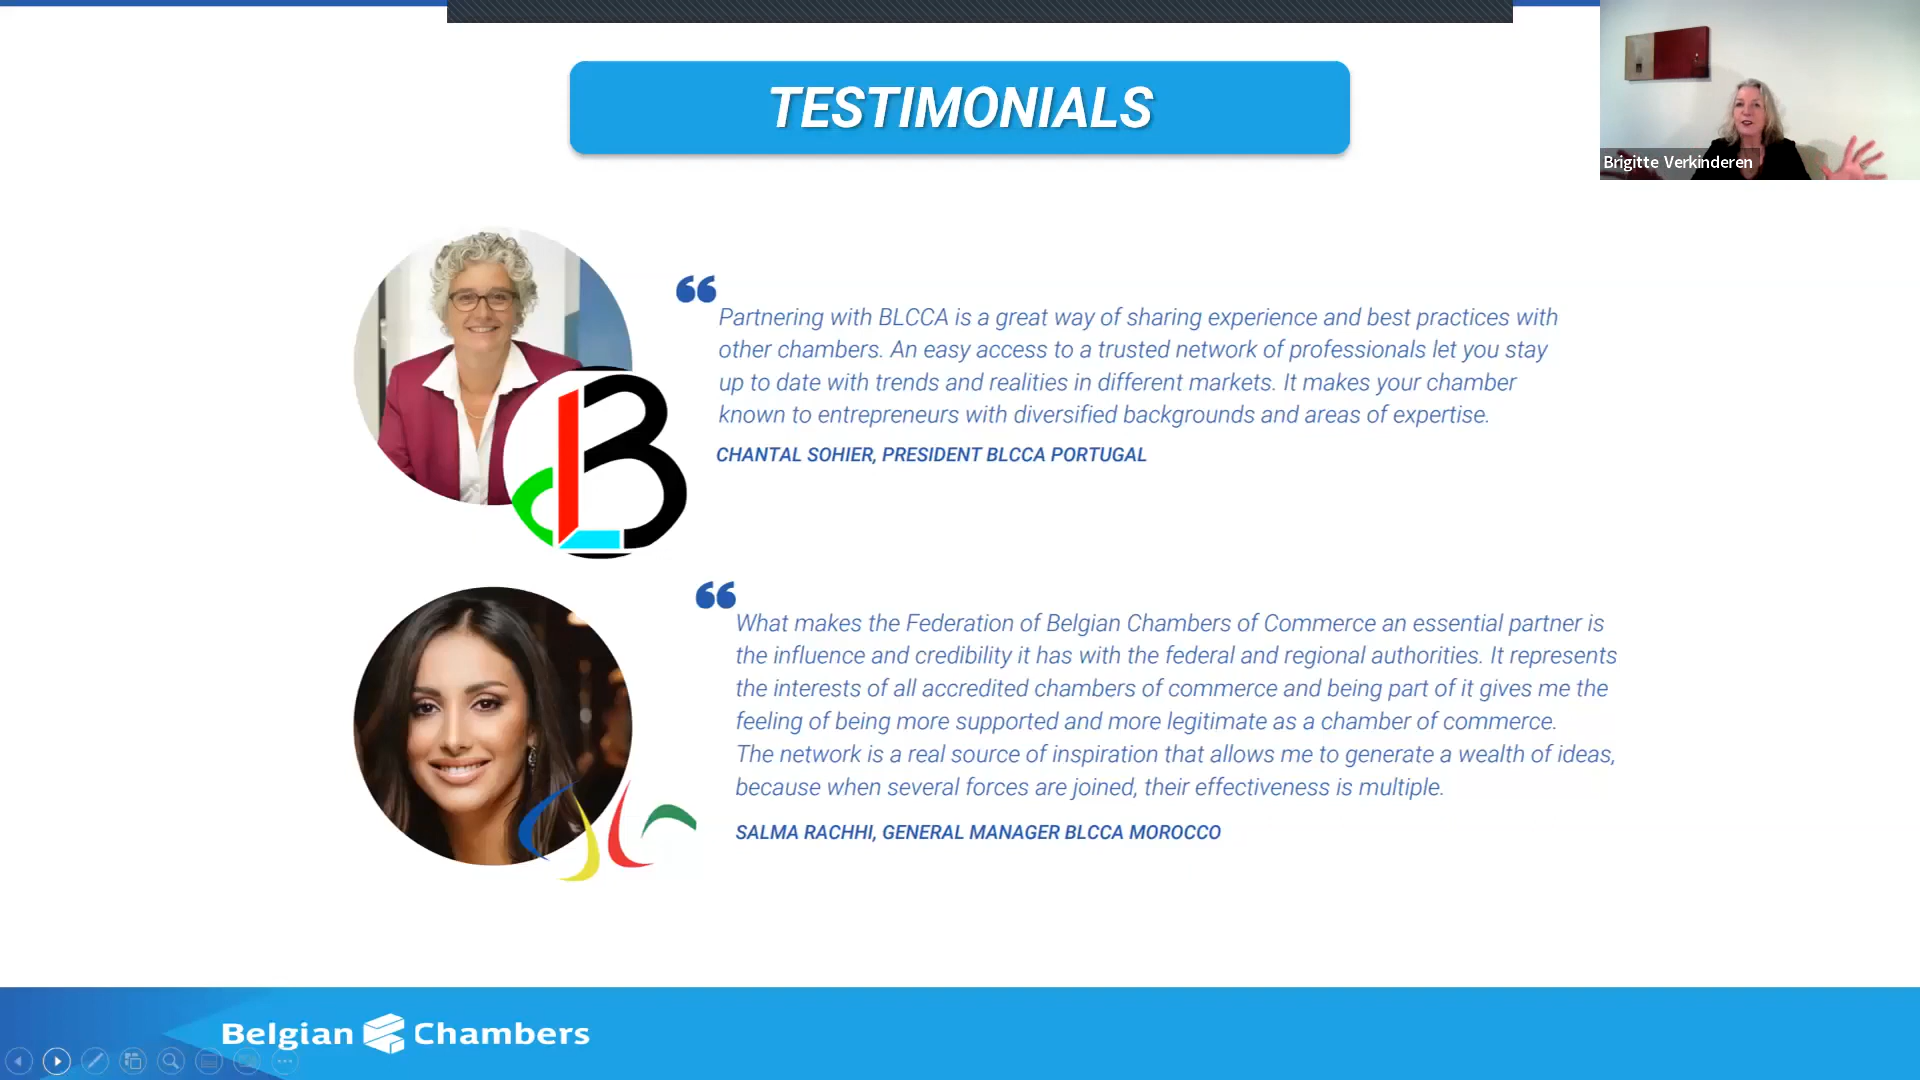 TESTIMONIALS
Brigitte Verkinderen
“
Partnering with BLCCA is a great way of sharing experience and best practices with
other chambers. An easy access to a trusted network of professionals let you stay
up to date with trends and realities in different markets. It makes your chamber
known to entrepreneurs with diversified backgrounds and areas of expertise.
CHANTAL SOHIER, PRESIDENT BLCCA PORTUGAL
“
What makes the Federation of Belgian Chambers of Commerce an essential partner is
the influence and credibility it has with the federal and regional authorities. It represents
the interests of all accredited chambers of commerce and being part of it gives me the
feeling of being more supported and more legitimate as a chamber of commerce.
The network is a real source of inspiration that allows me to generate a wealth of ideas,
because when several forces are joined, their effectiveness is multiple.
SALMA RACHHI, GENERAL MANAGER BLCCA MOROCCO
Belgian Chambers